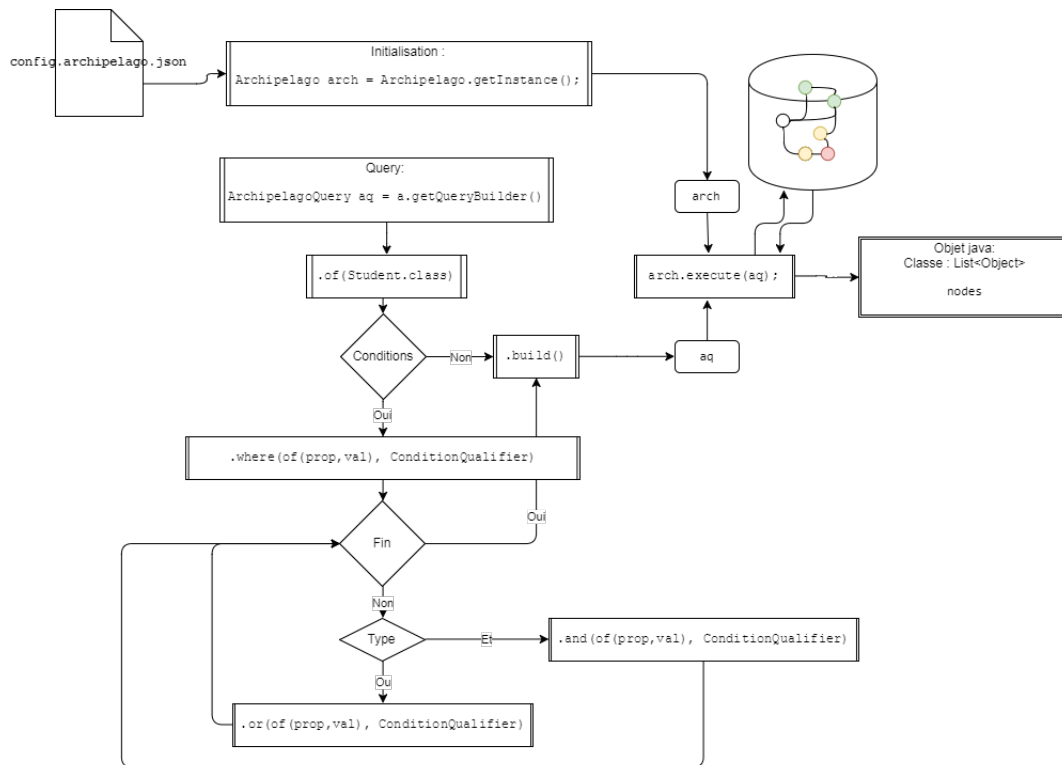 config.archipelago.json
Initialisation :
Archipelago arch = Archipelago.getInstance();
Query:
ArchipelagoQuery aq = a.getQueryBuilder()
arch
.of(Student.class)
arch.execute(aq);
Objet java:
Classe : List<Object>
nodes
Conditions
Non
.build()
aq
Oui
.where(of(prop,val), ConditionQualifier)
Oui
Fin
Non
Type
Et
.and(of(prop,val), ConditionQualifier)
Ou
.or(of(prop,val), ConditionQualifier)